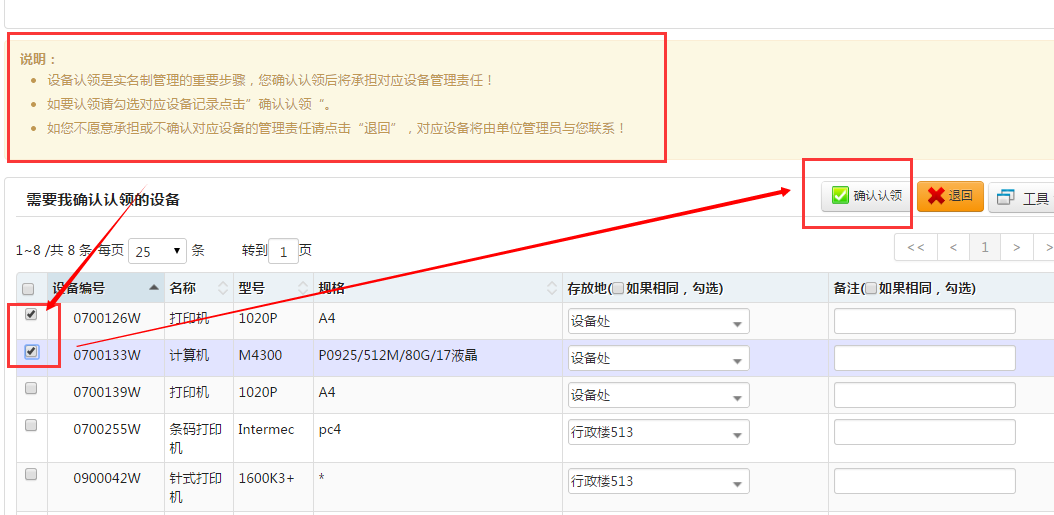 说明：
设备认领是实名制管理的重要步骤，您确认认领后将承担对应设备管理责任！
如要认领请勾选对应设备记录点击”确认认领“。
如您不愿意承担或不确认对应设备的管理责任请点击“退回”，对应设备将由单位管理员与您联系！
需要我确认认领的设备 确认认领 退回 工具
1~8 /共 8 条 每页 25 条 转到 1 页 << < 1 > >
设备编号 名称 型号 规格 存放地(如果相同，勾选) 备注(如果相同，勾选)
0700126W 打印机 1020P A4 设备处
0700133W 计算机 M4300 P0925/512M/80G/17液晶 设备处
0700139W 打印机 1020P A4 设备处
0700255W 条码打印 Intermec pc4 行政楼513
机
0900042W 针式打印 1600K3+ * 行政楼513
机